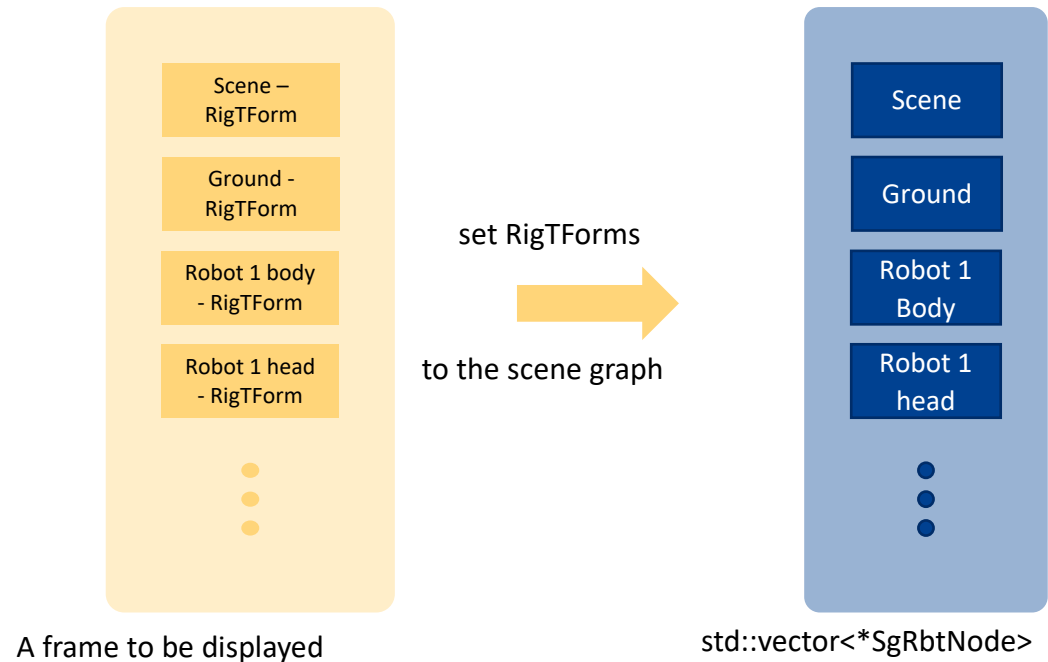 Scene –
RigTForm
Ground -
RigTForm
Robot 1 body
- RigTForm
Robot 1 head
- RigTForm
A frame to be displayed
set RigTForms
to the scene graph
Scene
Ground
Robot 1
Body
Robot 1
head
std::vector<*SgRbtNode>